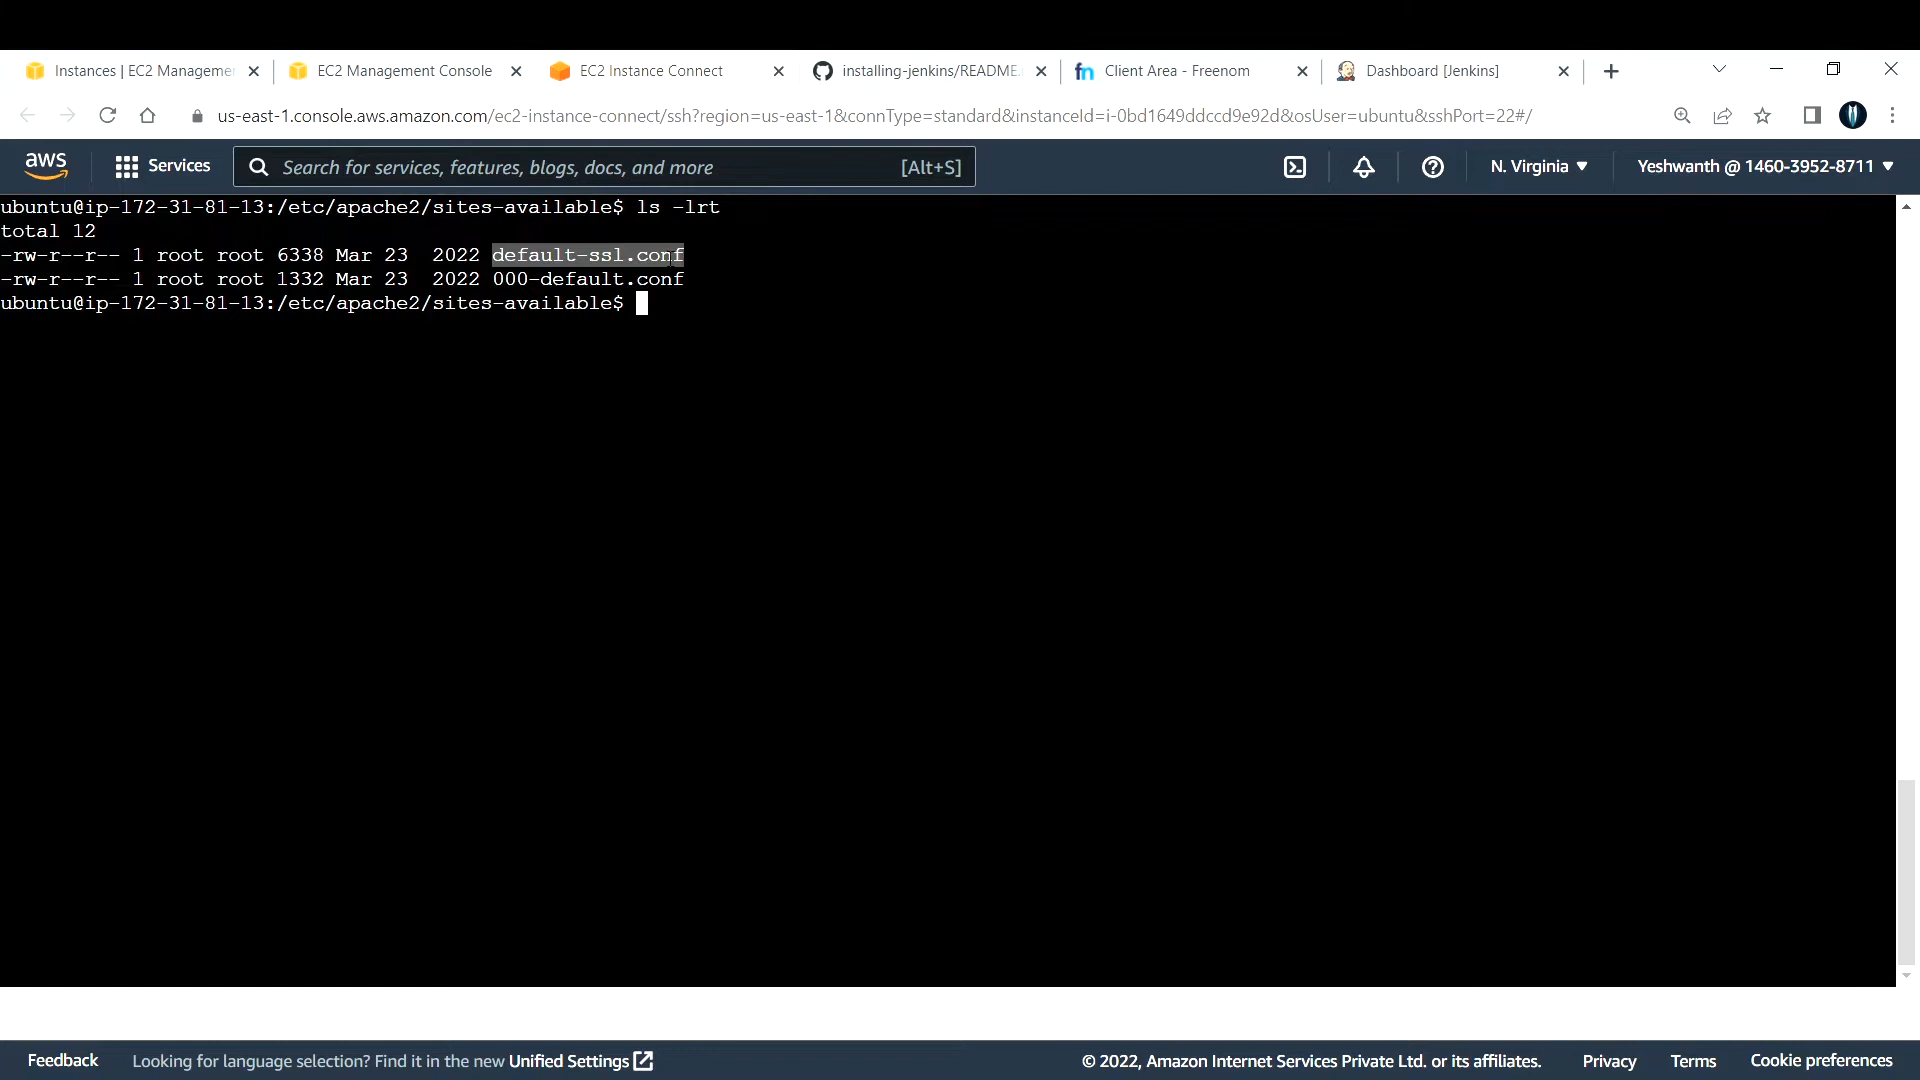 Instances | EC2 Manageme
EC2 Management Console
EC2 Instance Connect
installing-jenkins/README.
fn Client Area - Freenom
Dashboard [Jenkins]
us-east-1.console.aws.amazon.com/ec2-instance-connect/ssh?region=us-east-1&connType=standard&instanceId=i-0bd1649ddccd9e92d&osUser=ubuntu&sshPort=22#/
aws Services Search for services, features, blogs, docs, and more [Alt+S] N. Virginia Yeshwanth @ 1460-3952-8711
ubuntu@ip-172-31-81-13:/etc/apache2/sites-available$ ls -lrt
total 12
-rw-r--r-- 1 root root 6338 Mar 23  2022 default-ssl.conf
-rw-r--r-- 1 root root 1332 Mar 23  2022 000-default.conf
ubuntu@ip-172-31-81-13:/etc/apache2/sites-available$
Feedback Looking for language selection? Find it in the new Unified Settings © 2022, Amazon Internet Services Private Ltd. or its affiliates. Privacy Terms Cookie preferences